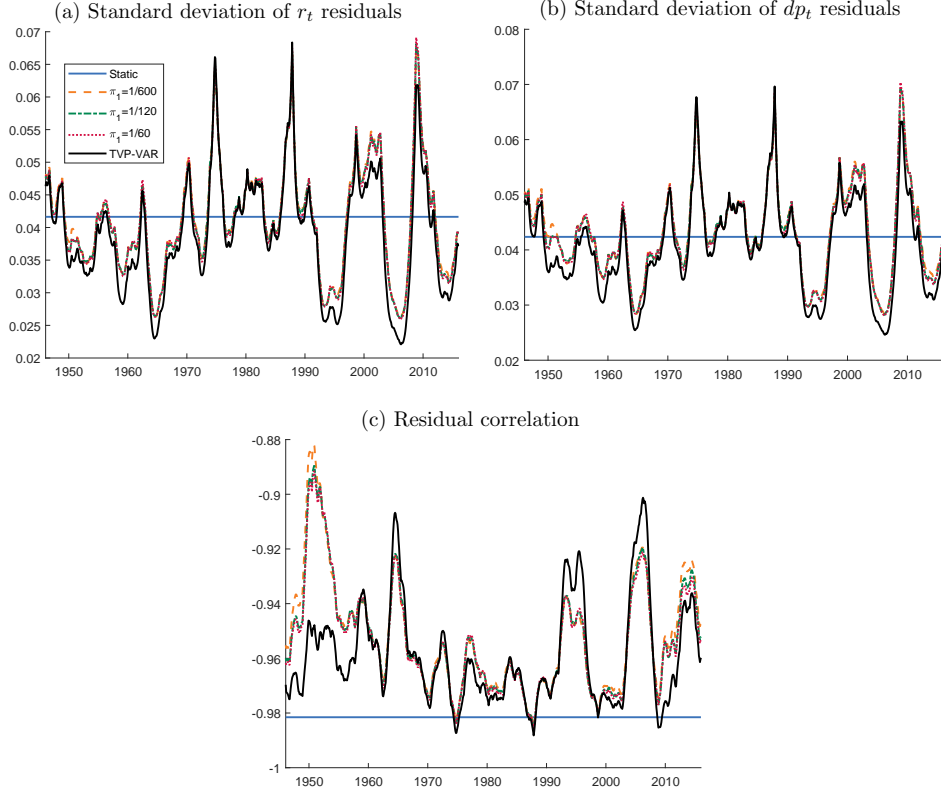 (a) Standard deviation of r_t residuals
0.07
0.065
0.06
0.055
0.05
0.045
0.04
0.035
0.03
0.025
0.02
Static
π_1=1/600
π_1=1/120
π_1=1/60
TVP-VAR
1950 1960 1970 1980 1990 2000 2010
(b) Standard deviation of dp_t residuals
0.08
0.07
0.06
0.05
0.04
0.03
0.02
1950 1960 1970 1980 1990 2000 2010
(c) Residual correlation
-0.88
-0.9
-0.92
-0.94
-0.96
-0.98
-1
1950 1960 1970 1980 1990 2000 2010